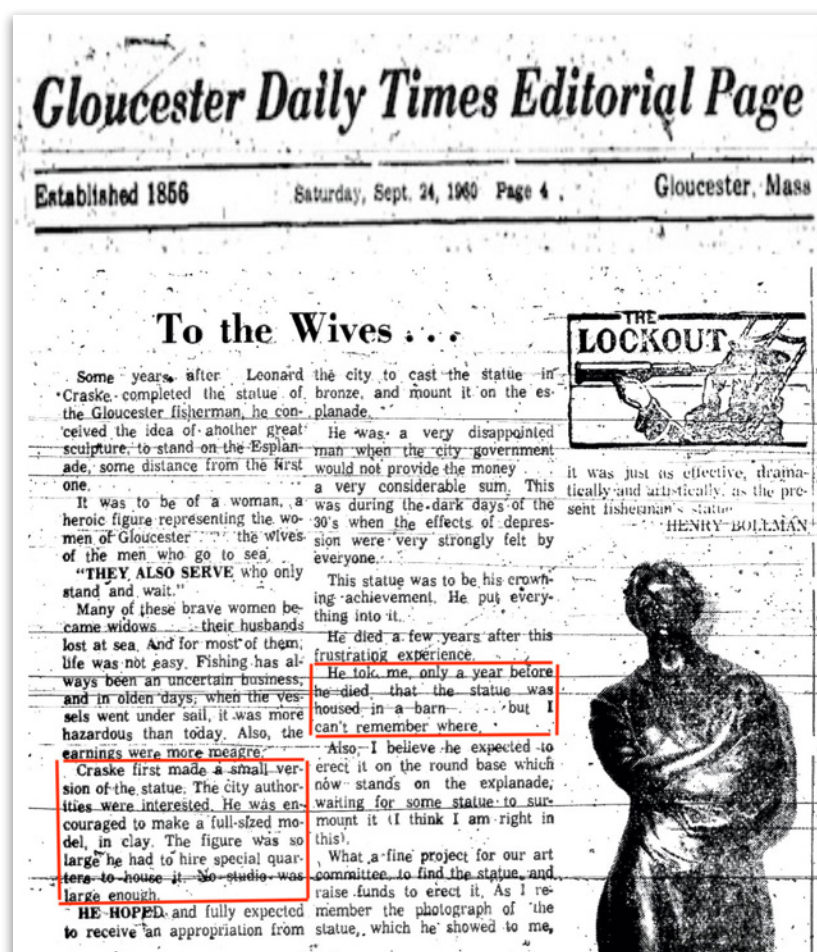 Gloucester Daily Times Editorial Page
Established 1856
Saturday, Sept. 24, 1960 Page 4
Gloucester, Mass
To the Wives . . .
Some years after Leonard
Craske completed the statue of
the Gloucester fisherman, he con-
ceived the idea of another great
sculpture, to stand on the Esplan-
ade, some distance from the first
one.
It was to be of a woman, a
heroic figure representing the wo-
men of Gloucester . . . the wives
of the men who go to sea.
"THEY ALSO SERVE who only
stand and wait."
Many of these brave women be-
came widows . . . their husbands
lost at sea. And for most of them,
life was not easy. Fishing has al-
ways been an uncertain business,
and in olden days, when the ves-
sels went under sail, it was more
hazardous than today. Also, the
earnings were more meagre.
Craske first made a small ver-
sion of the statue. The city author-
ities were interested. He was en-
couraged to make a full-sized mo-
del, in clay. The figure was so
large he had to hire special quar-
ters to house it. No studio was
large enough.
HE HOPED and fully expected
to receive an appropriation from
the city to cast the statue in
bronze, and mount it on the es-
planade.
He was a very disappointed
man when the city government
would not provide the money
a very considerable sum. This
was during the dark days of the
30's when the effects of depres-
sion were very strongly felt by
everyone.
This statue was to be his crown-
ing achievement. He put every-
thing into it.
He died a few years after this
frustrating experience.
He told me, only a year before
he died, that the statue was
housed in a barn . . . but I
can't remember where.
Also, I believe he expected to
erect it on the round base which
now stands on the explanade,
waiting for some statue to sur-
mount it (I think I am right in
this).
What a fine project for our art
committee, to find the statue, and
raise funds to erect it. As I re-
member the photograph of the
statue, which he showed to me,
THE
LOCKOUT
it was just as effective, drama-
tically and artistically, as the pre-
sent fisherman's statue
HENRY BOLLMAN